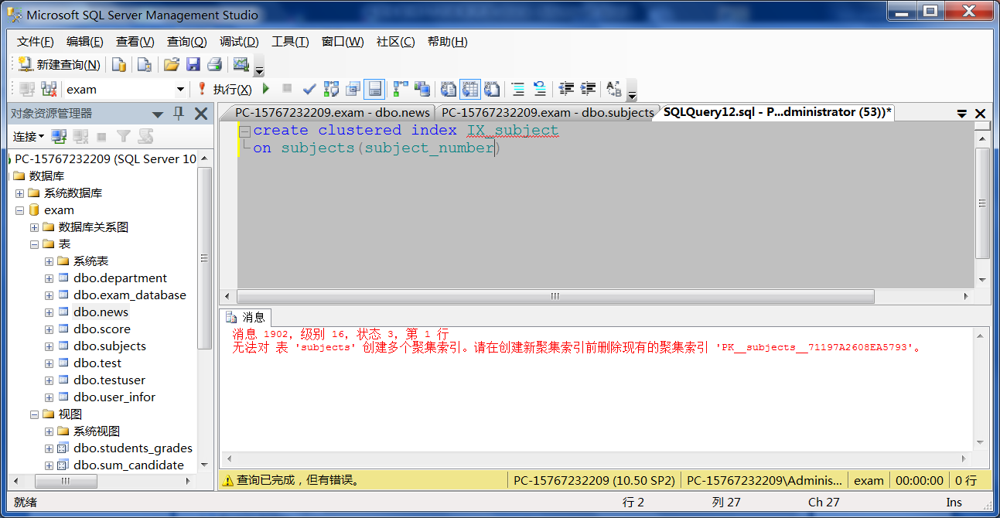 Microsoft SQL Server Management Studio
文件(F) 编辑(E) 查看(V) 查询(Q) 调试(D) 工具(T) 窗口(W) 社区(C) 帮助(H)
新建查询(N)
exam 执行(X)
对象资源管理器
连接
PC-15767232209 (SQL Server 10
数据库
系统数据库
exam
数据库关系图
表
系统表
dbo.department
dbo.exam_database
dbo.news
dbo.score
dbo.subjects
dbo.test
dbo.testuser
dbo.user_infor
视图
系统视图
dbo.students_grades
dbo.sum_candidate
PC-15767232209.exam - dbo.news PC-15767232209.exam - dbo.subjects SQLQuery12.sql - P...dministrator (53))*
create clustered index IX_subject
on subjects(subject_number)
消息
消息 1902，级别 16，状态 3，第 1 行
无法对 表 'subjects' 创建多个聚集索引。请在创建新聚集索引前删除现有的聚集索引 'PK__subjects__71197A2608EA5793'。
查询已完成，但有错误。 PC-15767232209 (10.50 SP2) PC-15767232209\Adminis... exam 00:00:00 0 行
就绪 行 2 列 27 Ch 27 Ins